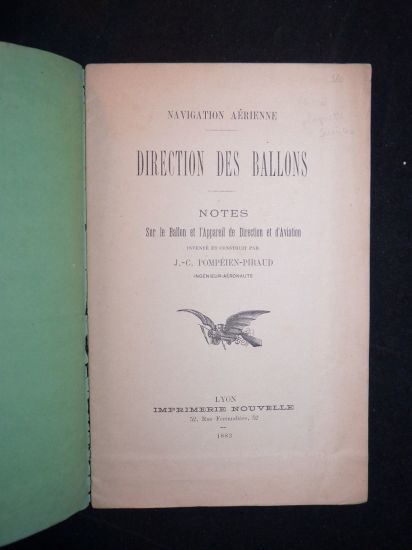 NAVIGATION AÉRIENNE
DIRECTION DES BALLONS
NOTES
Sur le Ballon et l'Appareil de Direction et d'Aviation
INVENTÉ ET CONSTRUIT PAR
J.-C. POMPÉIEN-PIRAUD
INGÉNIEUR-AÉRONAUTE
LYON
IMPRIMERIE NOUVELLE
52, Rue Ferrandière, 52
1883